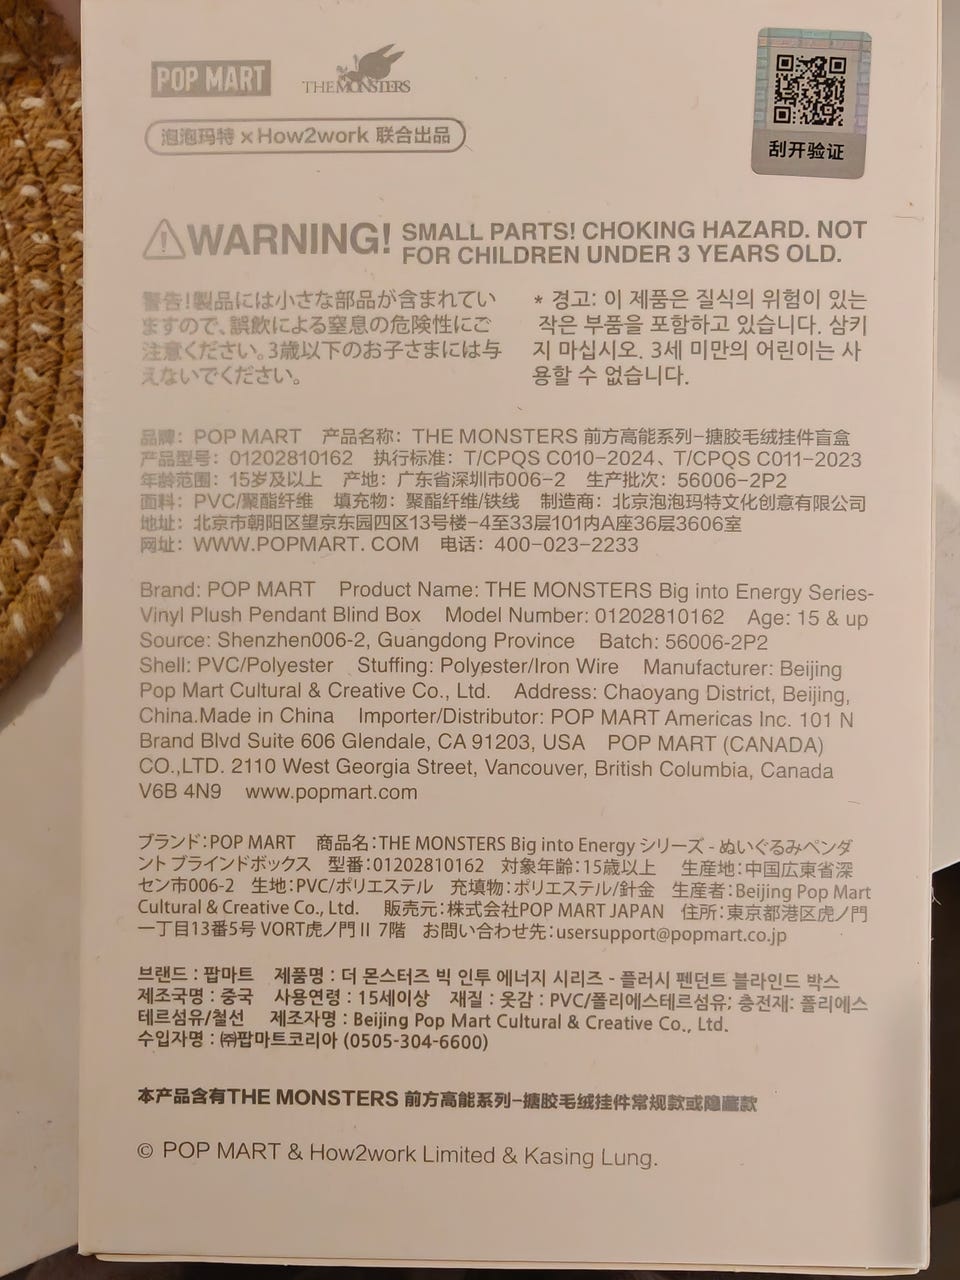 POP MART
THE MONSTERS
泡泡玛特 x How2work 联合出品
刮开验证
WARNING! SMALL PARTS! CHOKING HAZARD. NOT
FOR CHILDREN UNDER 3 YEARS OLD.
警告!製品には小さな部品が含まれてい
ますので、誤飲による窒息の危険性にご
注意ください。3歳以下のお子さまには与
えないでください。
* 경고: 이 제품은 질식의 위험이 있는
작은 부품을 포함하고 있습니다. 삼키
지 마십시오. 3세 미만의 어린이는 사
용할 수 없습니다.
品牌: POP MART 产品名称: THE MONSTERS 前方高能系列-搪胶毛绒挂件盲盒
产品型号: 01202810162 执行标准: T/CPQS C010-2024、T/CPQS C011-2023
年龄范围: 15岁及以上 产地: 广东省深圳市006-2 生产批次: 56006-2P2
面料: PVC/聚酯纤维 填充物: 聚酯纤维/铁线 制造商: 北京泡泡玛特文化创意有限公司
地址: 北京市朝阳区望京东园四区13号楼-4至33层101内A座36层3606室
网址: WWW.POPMART. COM 电话: 400-023-2233
Brand: POP MART Product Name: THE MONSTERS Big into Energy Series-
Vinyl Plush Pendant Blind Box Model Number: 01202810162 Age: 15 & up
Source: Shenzhen006-2, Guangdong Province Batch: 56006-2P2
Shell: PVC/Polyester Stuffing: Polyester/Iron Wire Manufacturer: Beijing
Pop Mart Cultural & Creative Co., Ltd. Address: Chaoyang District, Beijing,
China.Made in China Importer/Distributor: POP MART Americas Inc. 101 N
Brand Blvd Suite 606 Glendale, CA 91203, USA POP MART (CANADA)
CO.,LTD. 2110 West Georgia Street, Vancouver, British Columbia, Canada
V6B 4N9 www.popmart.com
ブランド:POP MART 商品名:THE MONSTERS Big into Energy シリーズ - ぬいぐるみペンダ
ント ブラインドボックス 型番:01202810162 対象年齢:15歳以上 生産地:中国広東省深
セン市006-2 生地:PVC/ポリエステル 充填物:ポリエステル/針金 生産者:Beijing Pop Mart
Cultural & Creative Co., Ltd. 販売元:株式会社POP MART JAPAN 住所:東京都港区虎ノ門
一丁目13番5号 VORT虎ノ門 II 7階 お問い合わせ先:usersupport@popmart.co.jp
브랜드 : 팝마트 제품명 : 더 몬스터즈 빅 인투 에너지 시리즈 - 플러시 펜던트 블라인드 박스
제조국명 : 중국 사용연령 : 15세이상 재질 : 옷감 : PVC/폴리에스테르섬유; 충전재: 폴리에스
테르섬유/철선 제조자명 : Beijing Pop Mart Cultural & Creative Co., Ltd.
수입자명 : ㈜팝마트코리아 (0505-304-6600)
本产品含有THE MONSTERS 前方高能系列-搪胶毛绒挂件常规款或隐藏款
© POP MART & How2work Limited & Kasing Lung.